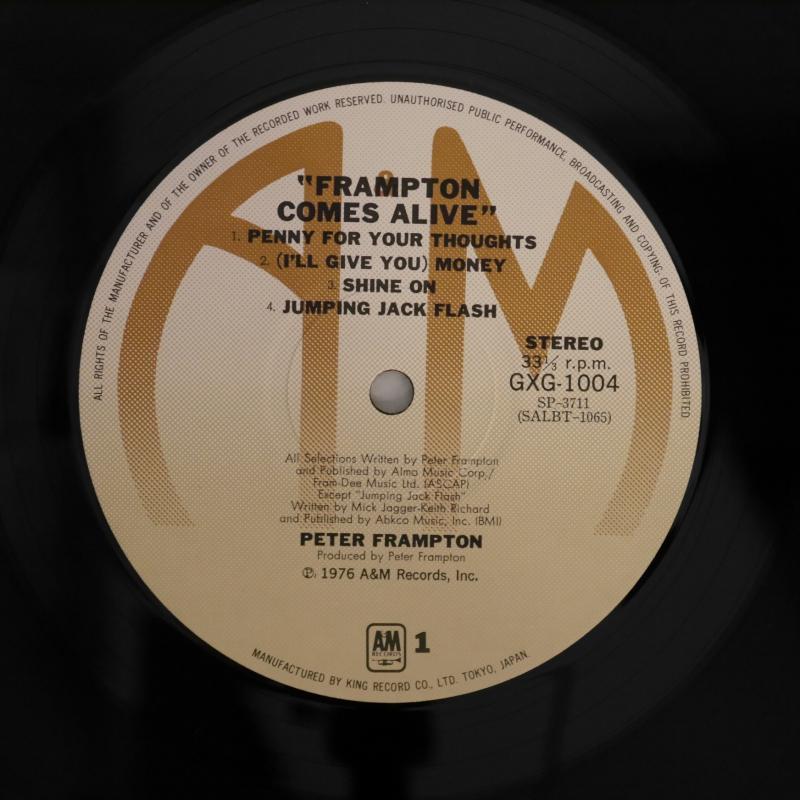 ALL RIGHTS OF THE MANUFACTURER AND OF THE OWNER OF THE RECORDED WORK RESERVED. UNAUTHORISED PUBLIC PERFORMANCE, BROADCASTING AND COPYING OF THIS RECORD PROHIBITED
"FRAMPTON
COMES ALIVE"
1. PENNY FOR YOUR THOUGHTS
2. (I'LL GIVE YOU) MONEY
3. SHINE ON
4. JUMPING JACK FLASH
STEREO
33⅓ r.p.m.
GXG-1004
SP-3711
(SALBT-1065)
All Selections Written by Peter Frampton
and Published by Almo Music Corp./
Fram-Dee Music Ltd. (ASCAP)
Except "Jumping Jack Flash"
Written by Mick Jagger-Keith Richard
and Published by Abkco Music, Inc. (BMI)
PETER FRAMPTON
Produced by Peter Frampton
℗ 1976 A&M Records, Inc.
A&M
RECORDS
1
MANUFACTURED BY KING RECORD CO., LTD. TOKYO, JAPAN.